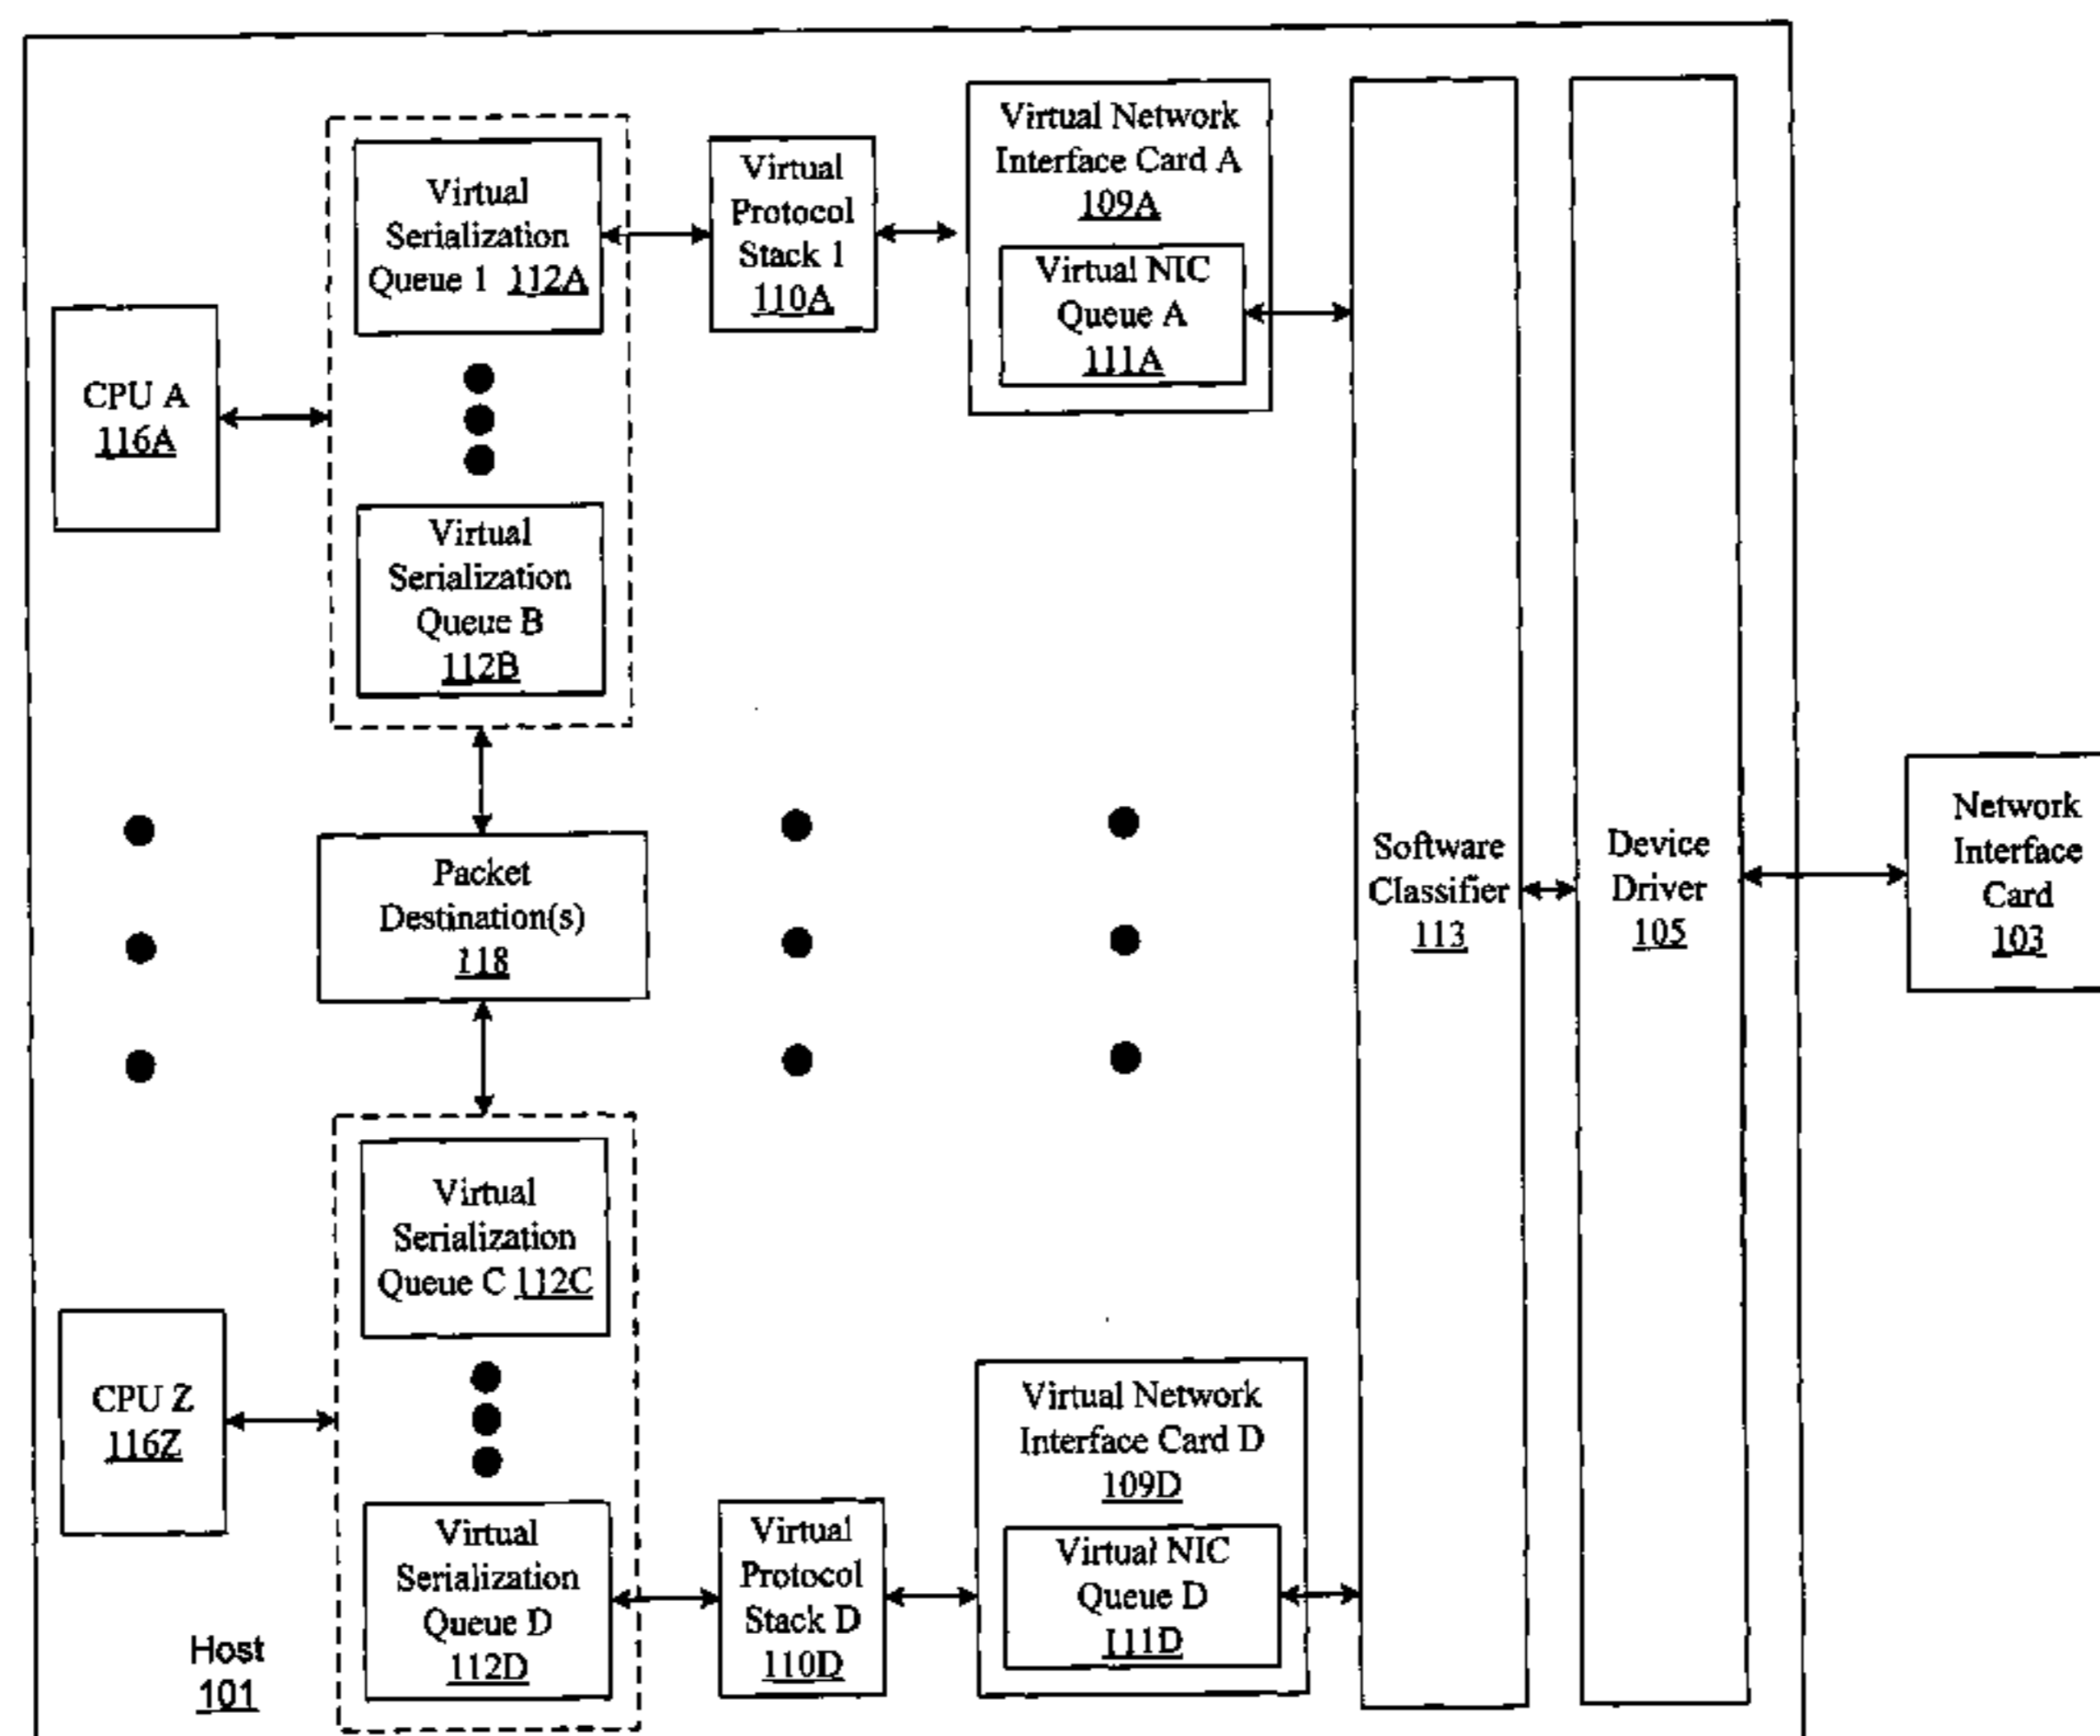 Virtual
Serialization
Queue 1 112A
Virtual
Protocol
Stack 1
110A
Virtual Network
Interface Card A
109A
Virtual NIC
Queue A
111A
CPU A
116A
Virtual
Serialization
Queue B
112B
Packet
Destination(s)
118
Software
Classifier
113
Device
Driver
105
Network
Interface
Card
103
Virtual
Serialization
Queue C 112C
CPU Z
116Z
Virtual
Serialization
Queue D
112D
Virtual
Protocol
Stack D
110D
Virtual Network
Interface Card D
109D
Virtual NIC
Queue D
111D
Host
101